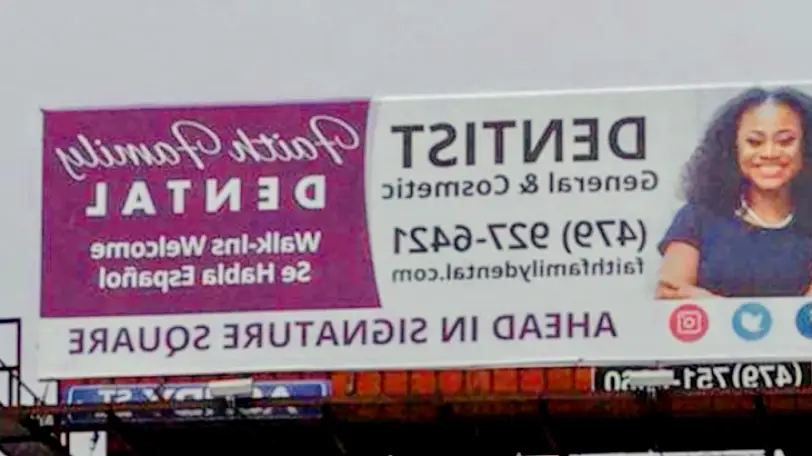 DENTIST
General & Cosmetic
(479) 927-6421
faithfamilydental.com
Faith Family
DENTAL
Walk-Ins Welcome
Se Habla Español
AHEAD IN SIGNATURE SQUARE